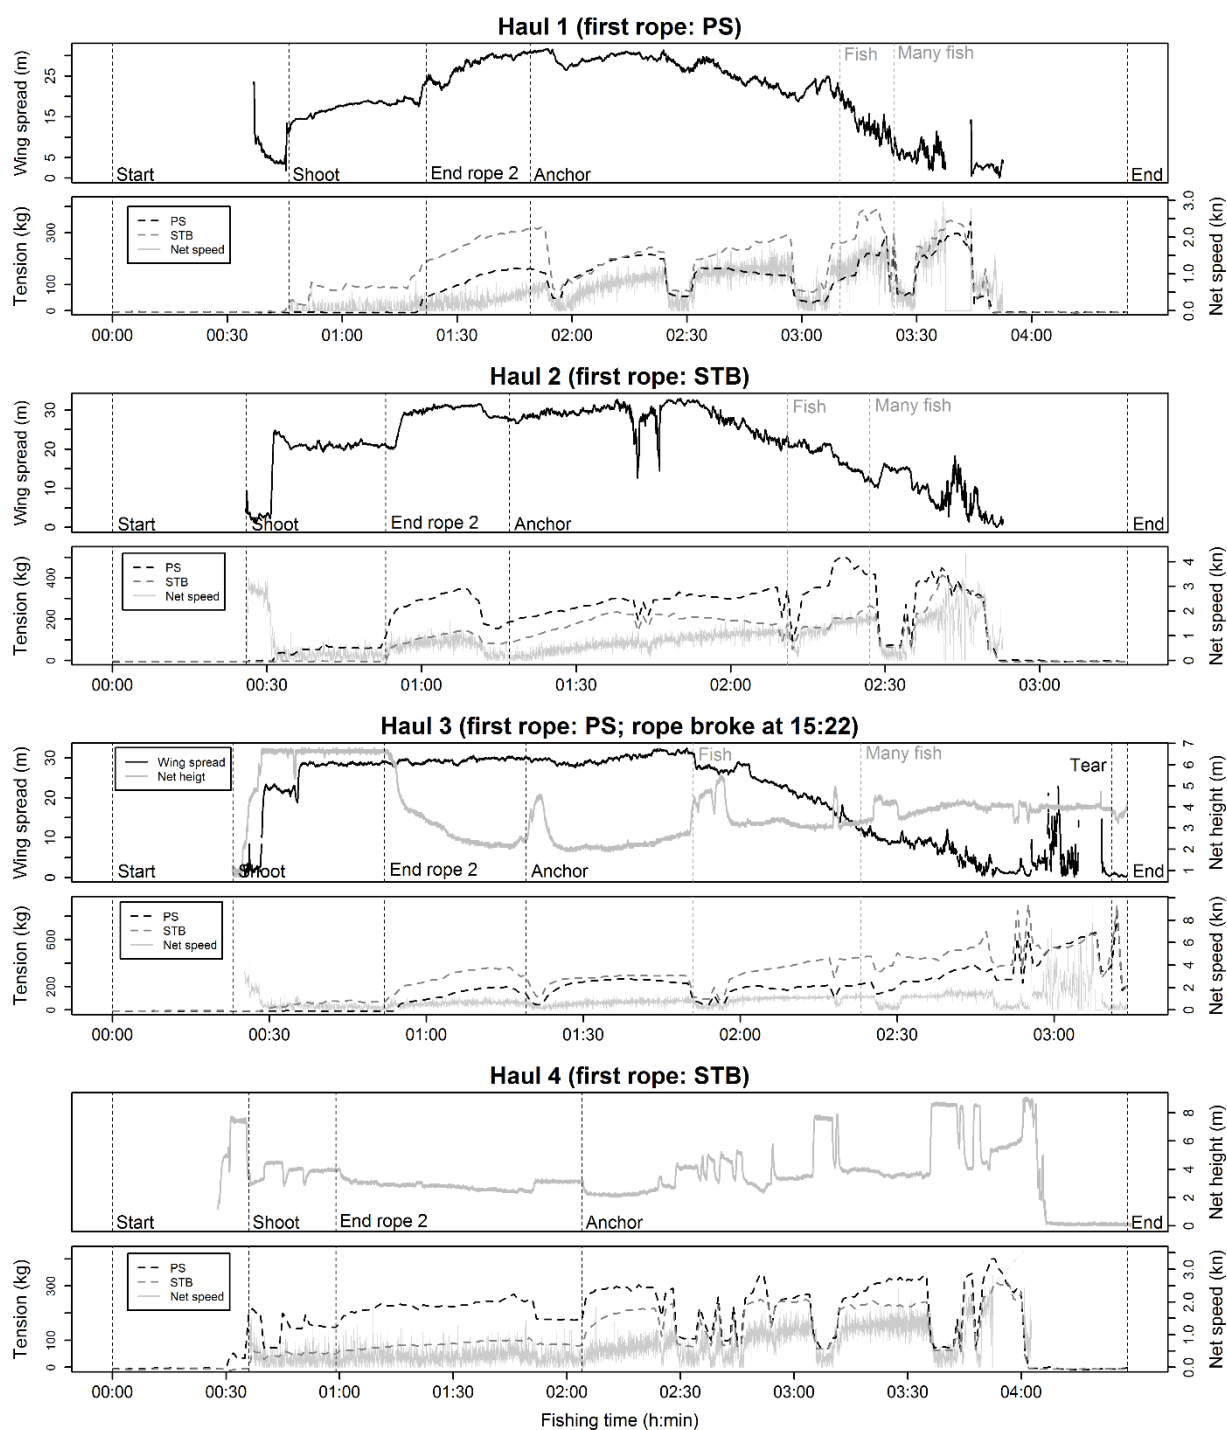 Haul 1 (first rope: PS)
Wing spread (m)
0 5 15 25
Start
Shoot
End rope 2
Anchor
Fish
Many fish
End
Tension (kg)
0 100 300
PS
STB
Net speed
Net speed (kn)
0.0 1.0 2.0 3.0
00:00 00:30 01:00 01:30 02:00 02:30 03:00 03:30 04:00
Haul 2 (first rope: STB)
Wing spread (m)
0 10 20 30
Start
Shoot
End rope 2
Anchor
Fish
Many fish
End
Tension (kg)
0 200 400
PS
STB
Net speed
Net speed (kn)
0 1 2 3 4
00:00 00:30 01:00 01:30 02:00 02:30 03:00
Haul 3 (first rope: PS; rope broke at 15:22)
Wing spread (m)
0 10 20 30
Wing spread
Net heigt
Start
Shoot
End rope 2
Anchor
Fish
Many fish
Tear
End
Net height (m)
1 2 3 4 5 6 7
Tension (kg)
0 200 600
PS
STB
Net speed
Net speed (kn)
0 2 4 6 8
00:00 00:30 01:00 01:30 02:00 02:30 03:00
Haul 4 (first rope: STB)
Start
Shoot
End rope 2
Anchor
End
Net height (m)
0 2 4 6 8
Tension (kg)
0 100 300
PS
STB
Net speed
Net speed (kn)
0.0 1.0 2.0 3.0
00:00 00:30 01:00 01:30 02:00 02:30 03:00 03:30 04:00
Fishing time (h:min)